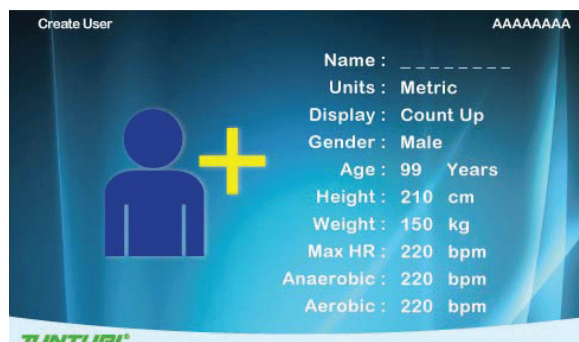 Create User
AAAAAAAA
Name : _ _ _ _ _ _ _ _
Units : Metric
Display : Count Up
Gender : Male
Age : 99 Years
Height : 210 cm
Weight : 150 kg
Max HR : 220 bpm
Anaerobic : 220 bpm
Aerobic : 220 bpm
TUNTURI®